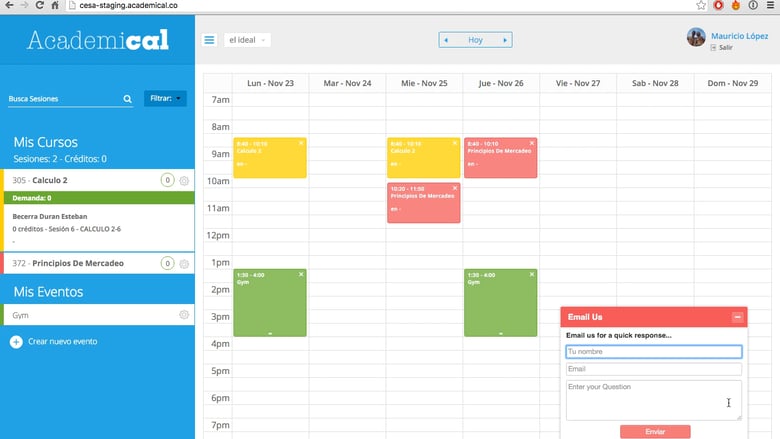 cesa-staging.academical.co
Academical
el ideal
Hoy
Mauricio López
Salir
Busca Sesiones
Filtrar:
Mis Cursos
Sesiones: 2 - Créditos: 0
305 - Calculo 2
0
Demanda: 0
Becerra Duran Esteban
0 créditos - Sesión 6 - CALCULO 2-6
-
372 - Principios De Mercadeo
0
Mis Eventos
Gym
Crear nuevo evento
Lun - Nov 23
Mar - Nov 24
Mie - Nov 25
Jue - Nov 26
Vie - Nov 27
Sab - Nov 28
Dom - Nov 29
7am
8am
9am
10am
11am
12pm
1pm
2pm
3pm
4pm
5pm
6pm
7pm
8:40 - 10:10
Calculo 2
en -
8:40 - 10:10
Calculo 2
en -
8:40 - 10:10
Principios De Mercadeo
en -
10:20 - 11:50
Principios De Mercadeo
en -
1:30 - 4:00
Gym
1:30 - 4:00
Gym
Email Us
Email us for a quick response...
Tu nombre
Email
Enter your Question
Enviar